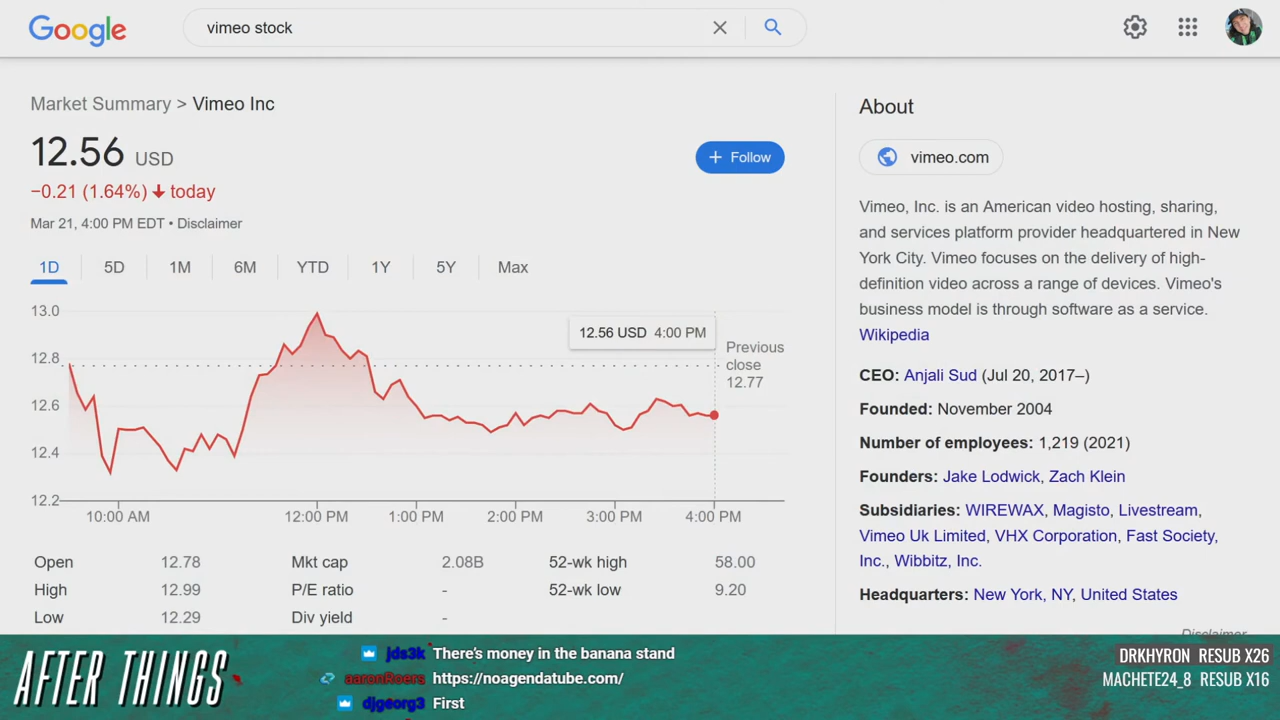 Google
vimeo stock
Market Summary > Vimeo Inc
12.56 USD
+ Follow
−0.21 (1.64%) today
Mar 21, 4:00 PM EDT • Disclaimer
1D 5D 1M 6M YTD 1Y 5Y Max
13.0
12.8
12.6
12.4
12.2
12.56 USD 4:00 PM
Previous
close
12.77
10:00 AM 12:00 PM 1:00 PM 2:00 PM 3:00 PM 4:00 PM
Open 12.78 Mkt cap 2.08B 52-wk high 58.00
High 12.99 P/E ratio - 52-wk low 9.20
Low 12.29 Div yield -
About
vimeo.com
Vimeo, Inc. is an American video hosting, sharing,
and services platform provider headquartered in New
York City. Vimeo focuses on the delivery of high-
definition video across a range of devices. Vimeo's
business model is through software as a service.
Wikipedia
CEO: Anjali Sud (Jul 20, 2017–)
Founded: November 2004
Number of employees: 1,219 (2021)
Founders: Jake Lodwick, Zach Klein
Subsidiaries: WIREWAX, Magisto, Livestream,
Vimeo Uk Limited, VHX Corporation, Fast Society,
Inc., Wibbitz, Inc.
Headquarters: New York, NY, United States
Disclaimer
AFTER THINGS
jds3k There's money in the banana stand
aaronRoers https://noagendatube.com/
djgeorg3 First
DRKHYRON RESUB X26
MACHETE24_8 RESUB X16